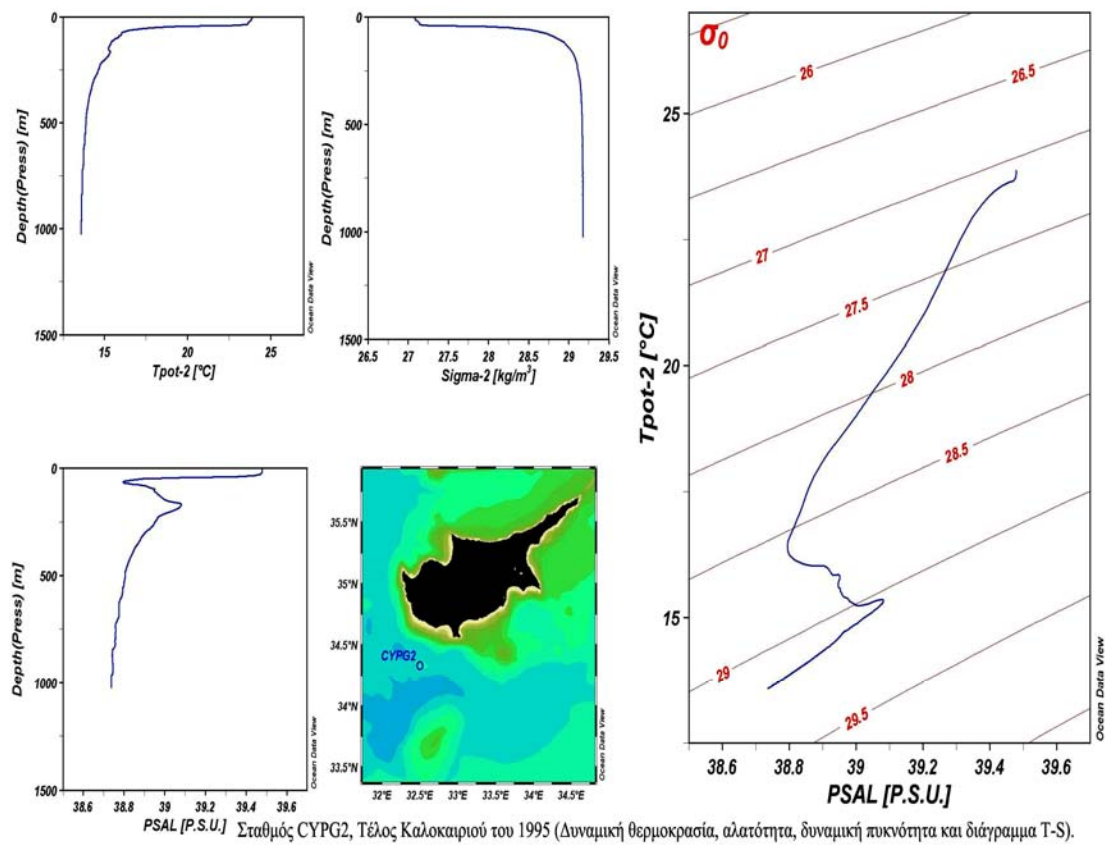 0
500
1000
1500
Depth(Press) [m]
15
20
25
Tpot-2 [°C]
Ocean Data View
0
500
1000
1500
Depth(Press) [m]
26.5
27
27.5
28
28.5
29
29.5
Sigma-2 [kg/m³]
Ocean Data View
σ₀
26
26.5
27
27.5
28
28.5
29
29.5
25
20
15
Tpot-2 [°C]
38.6
38.8
39
39.2
39.4
39.6
PSAL [P.S.U.]
Ocean Data View
0
500
1000
1500
Depth(Press) [m]
38.6
38.8
39
39.2
39.4
39.6
PSAL [P.S.U.]
Ocean Data View
35.5°N
35°N
34.5°N
34°N
33.5°N
CYPG2
32°E
32.5°E
33°E
33.5°E
34°E
34.5°E
Ocean Data View
Σταθμός CYPG2, Τέλος Καλοκαιριού του 1995 (Δυναμική θερμοκρασία, αλατότητα, δυναμική πυκνότητα και διάγραμμα T-S).